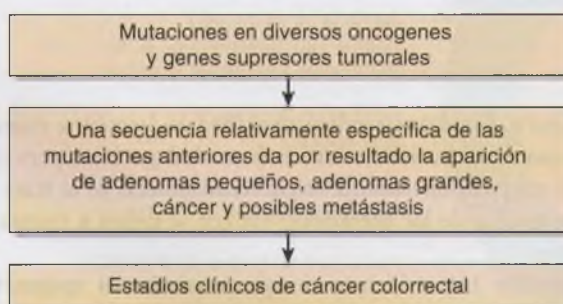 Mutaciones en diversos oncogenes
y genes supresores tumorales
Una secuencia relativamente específica de las
mutaciones anteriores da por resultado la aparición
de adenomas pequeños, adenomas grandes,
cáncer y posibles metástasis
Estadios clínicos de cáncer colorrectal